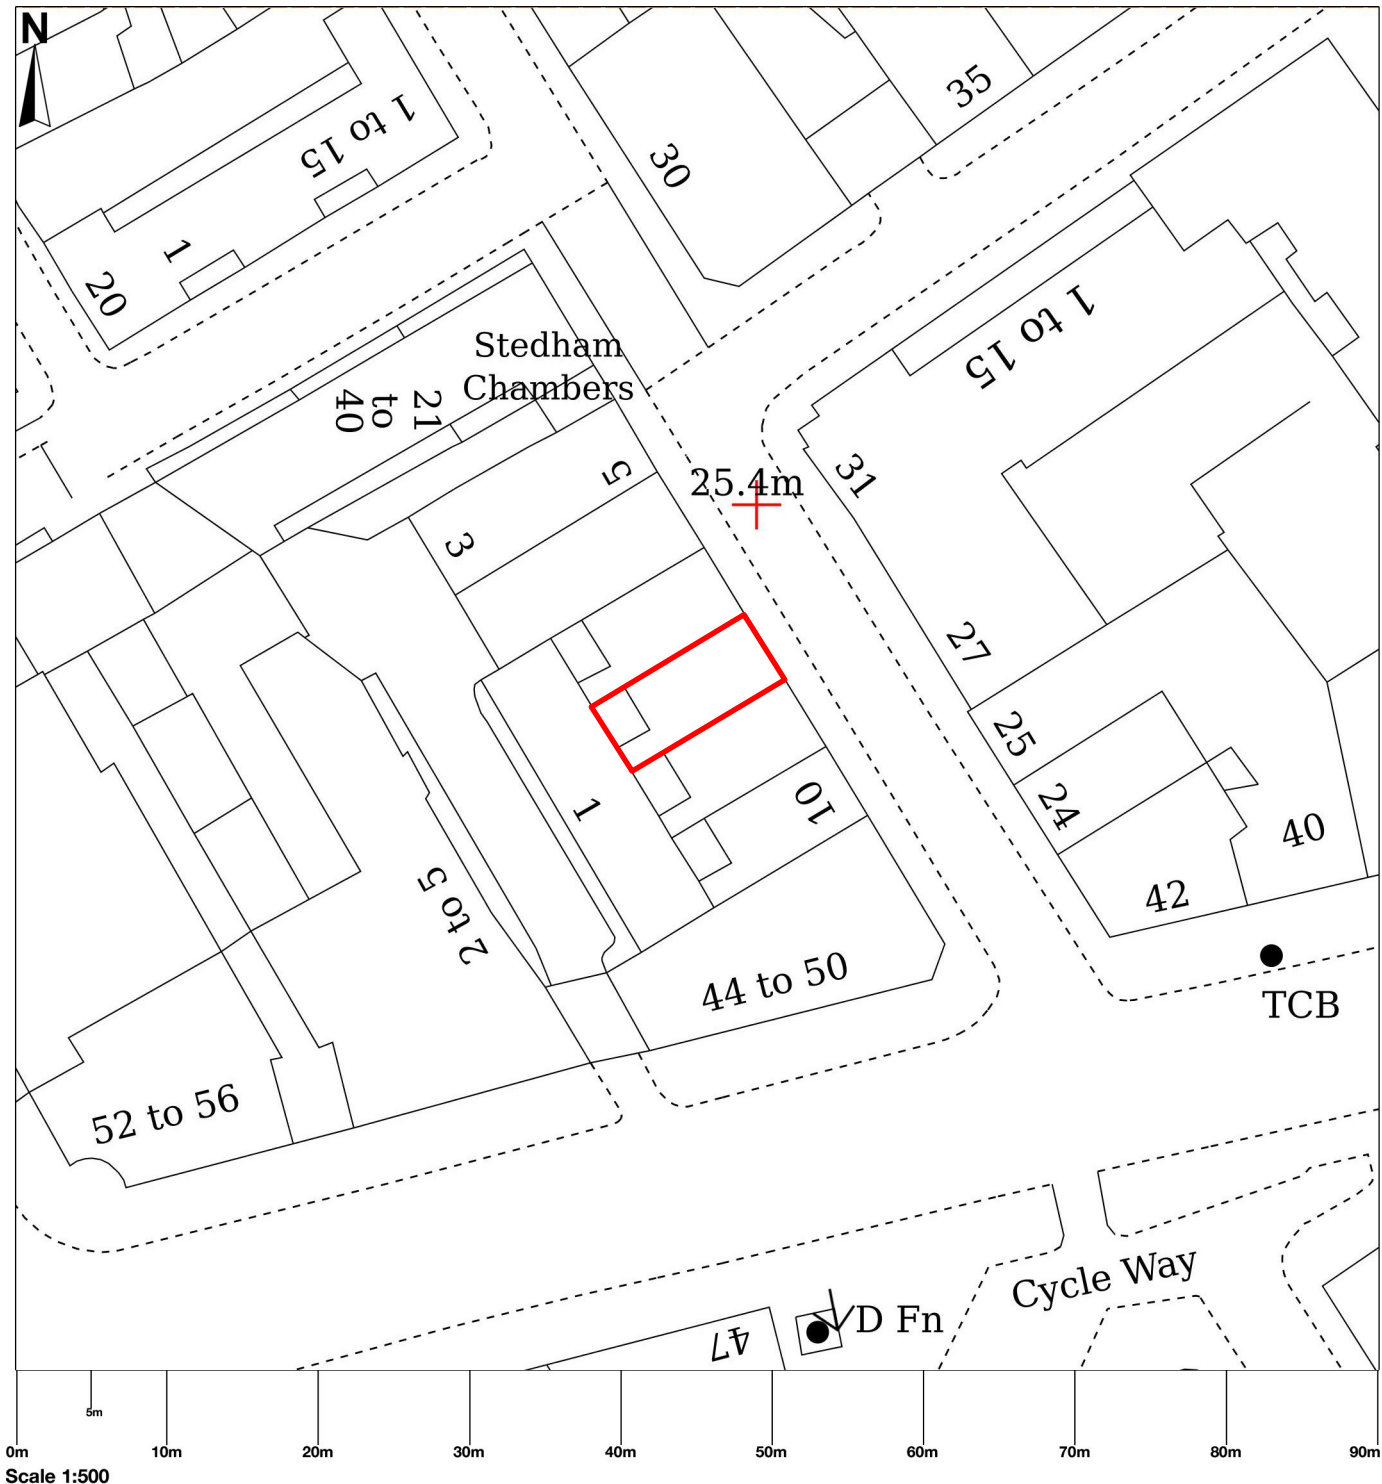 N
1 to 15
1
20
30
35
Stedham
Chambers
21
to
40
1 to 15
5
3
25.4m
31
27
25
24
1
10
2 to 5
42
40
44 to 50
TCB
52 to 56
Cycle Way
D Fn
47
5m
0m
10m
20m
30m
40m
50m
60m
70m
80m
90m
Scale 1:500